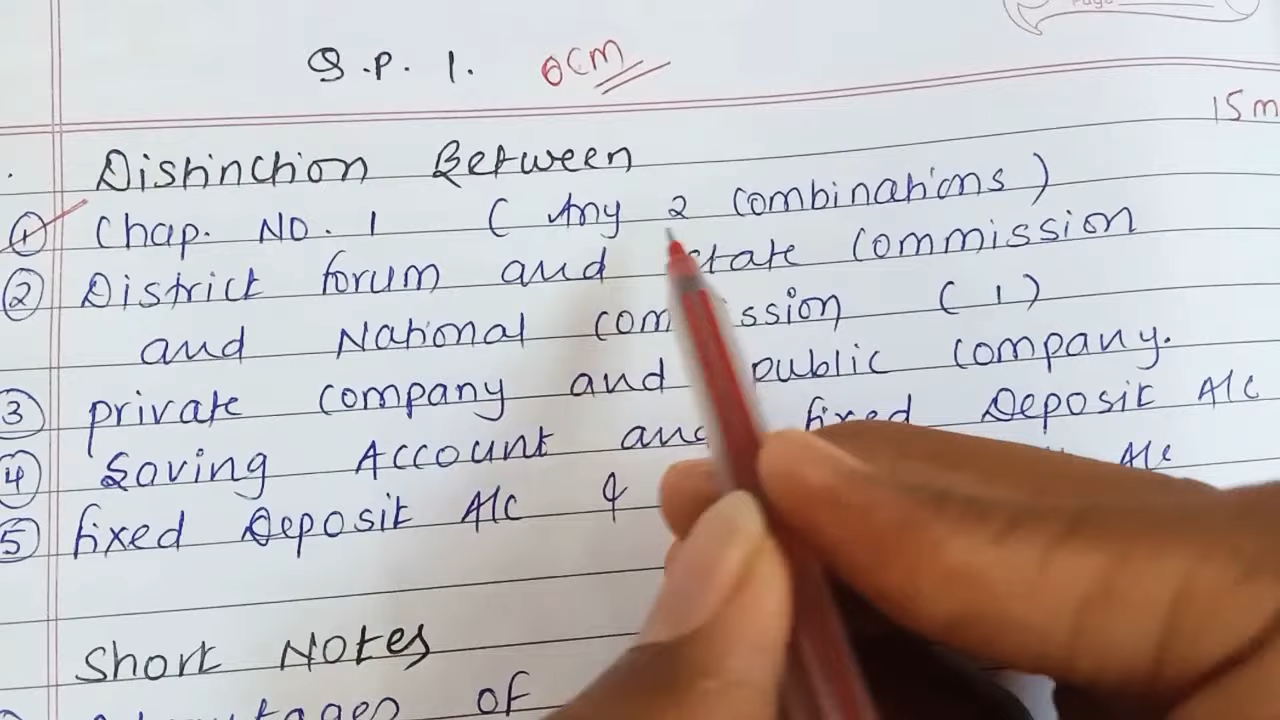 S.P. 1. OCM
15 m
Distinction Between
① Chap. No. 1 ( Any 2 combinations )
② District forum and state commission
and National commission ( 1 )
③ private company and public company.
④ Saving Account and fixed Deposit A/c
⑤ fixed Deposit A/c & A/c
Short Notes
of